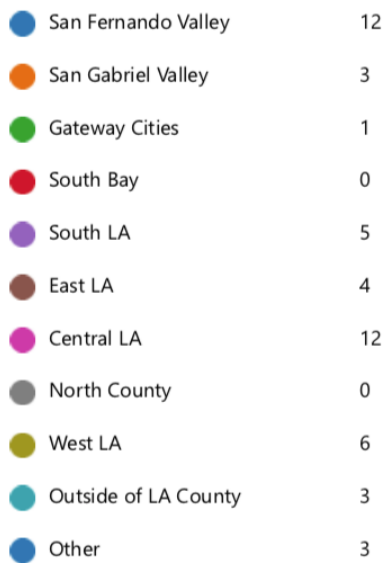 San Fernando Valley 12
San Gabriel Valley 3
Gateway Cities 1
South Bay 0
South LA 5
East LA 4
Central LA 12
North County 0
West LA 6
Outside of LA County 3
Other 3